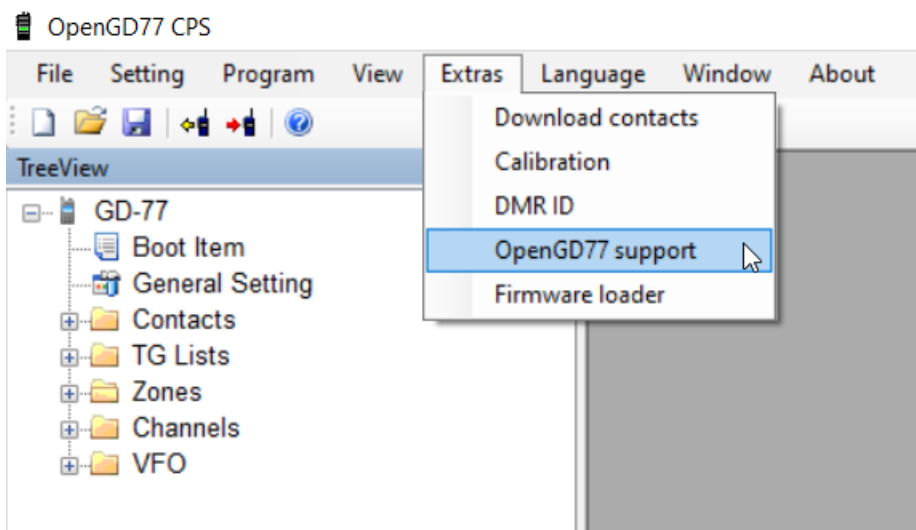 OpenGD77 CPS
File Setting Program View Extras Language Window About
TreeView
GD-77
Boot Item
General Setting
Contacts
TG Lists
Zones
Channels
VFO
Download contacts
Calibration
DMR ID
OpenGD77 support
Firmware loader